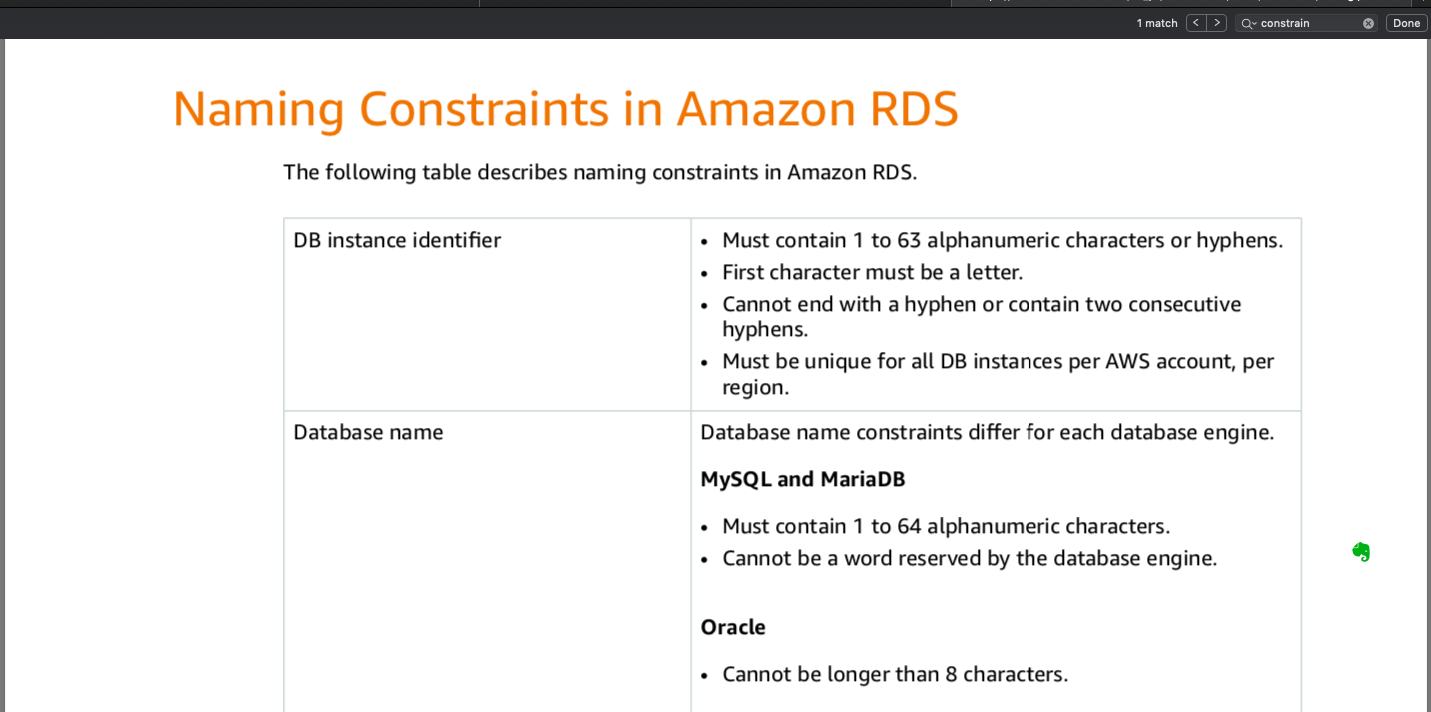 1 match < > constrain Done
Naming Constraints in Amazon RDS
The following table describes naming constraints in Amazon RDS.
DB instance identifier
• Must contain 1 to 63 alphanumeric characters or hyphens.
• First character must be a letter.
• Cannot end with a hyphen or contain two consecutive
hyphens.
• Must be unique for all DB instances per AWS account, per
region.
Database name
Database name constraints differ for each database engine.
MySQL and MariaDB
• Must contain 1 to 64 alphanumeric characters.
• Cannot be a word reserved by the database engine.
Oracle
• Cannot be longer than 8 characters.